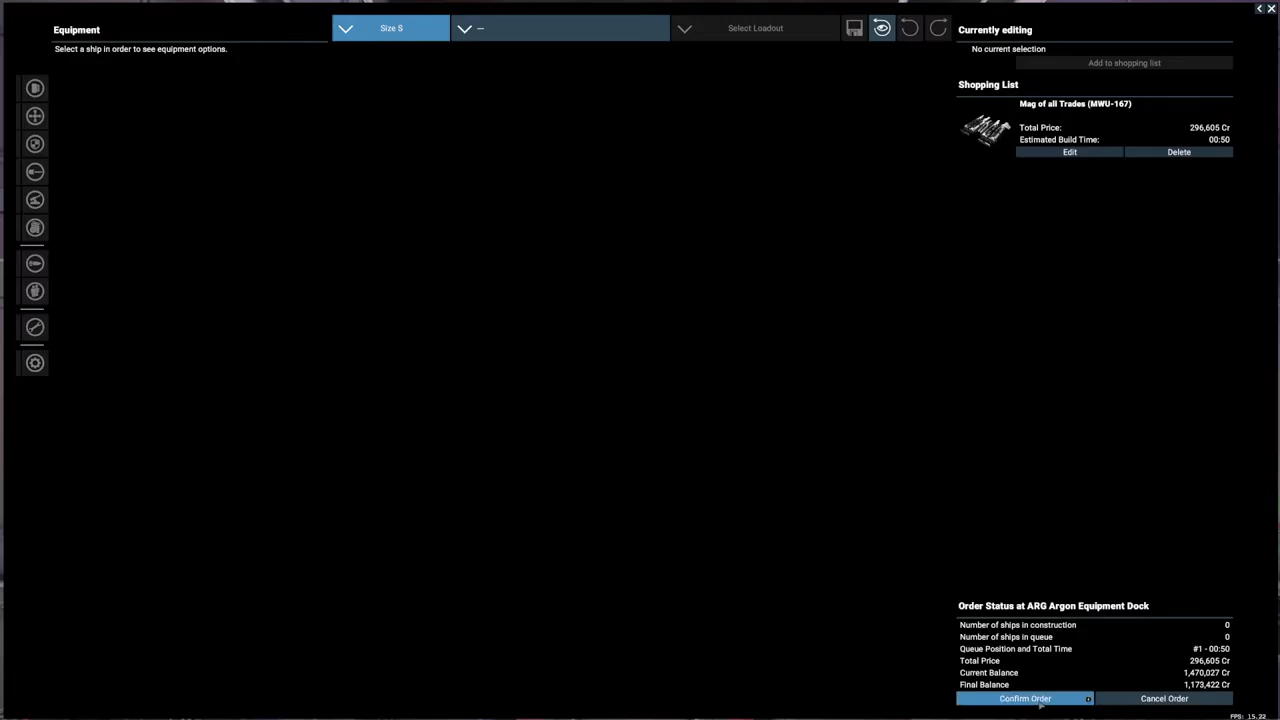 Equipment
Select a ship in order to see equipment options.
Size S
—
Select Loadout
Currently editing
No current selection
Add to shopping list
Shopping List
Mag of all Trades (MWU-167)
Total Price: 296,605 Cr
Estimated Build Time: 00:50
Edit Delete
Order Status at ARG Argon Equipment Dock
Number of ships in construction 0
Number of ships in queue 0
Queue Position and Total Time #1 - 00:50
Total Price 296,605 Cr
Current Balance 1,470,027 Cr
Final Balance 1,173,422 Cr
Confirm Order Cancel Order
FPS: 15.22